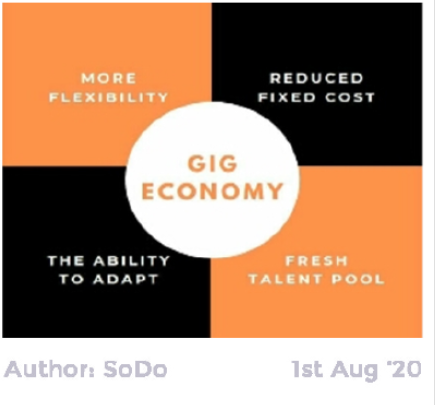 MORE
FLEXIBILITY
REDUCED
FIXED COST
GIG
ECONOMY
THE ABILITY
TO ADAPT
FRESH
TALENT POOL
Author: SoDo
1st Aug '20